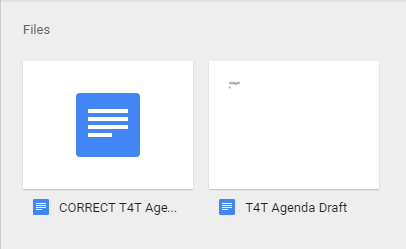 Files
CORRECT T4T Age...
T4T Agenda Draft